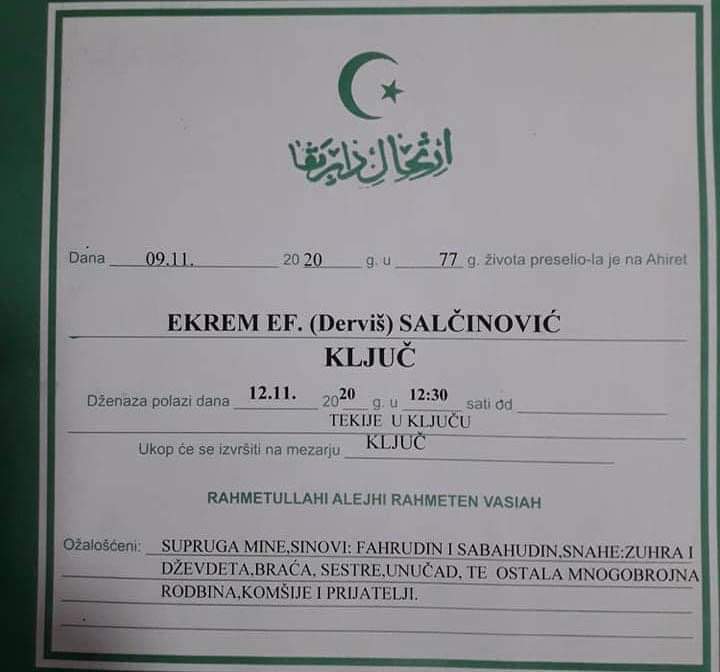 ارتحال دار بقا
Dana 09.11. 2020 g. u 77 g. života preselio-la je na Ahiret
EKREM EF. (Derviš) SALČINOVIĆ
KLJUČ
Dženaza polazi dana 12.11. 2020 g. u 12:30 sati od
TEKIJE U KLJUČU
Ukop će se izvršiti na mezarju KLJUČ
RAHMETULLAHI ALEJHI RAHMETEN VASIAH
Ožalošćeni: SUPRUGA MINE,SINOVI: FAHRUDIN I SABAHUDIN,SNAHE:ZUHRA I
DŽEVDETA,BRAĆA, SESTRE,UNUČAD, TE OSTALA MNOGOBROJNA
RODBINA,KOMŠIJE I PRIJATELJI.